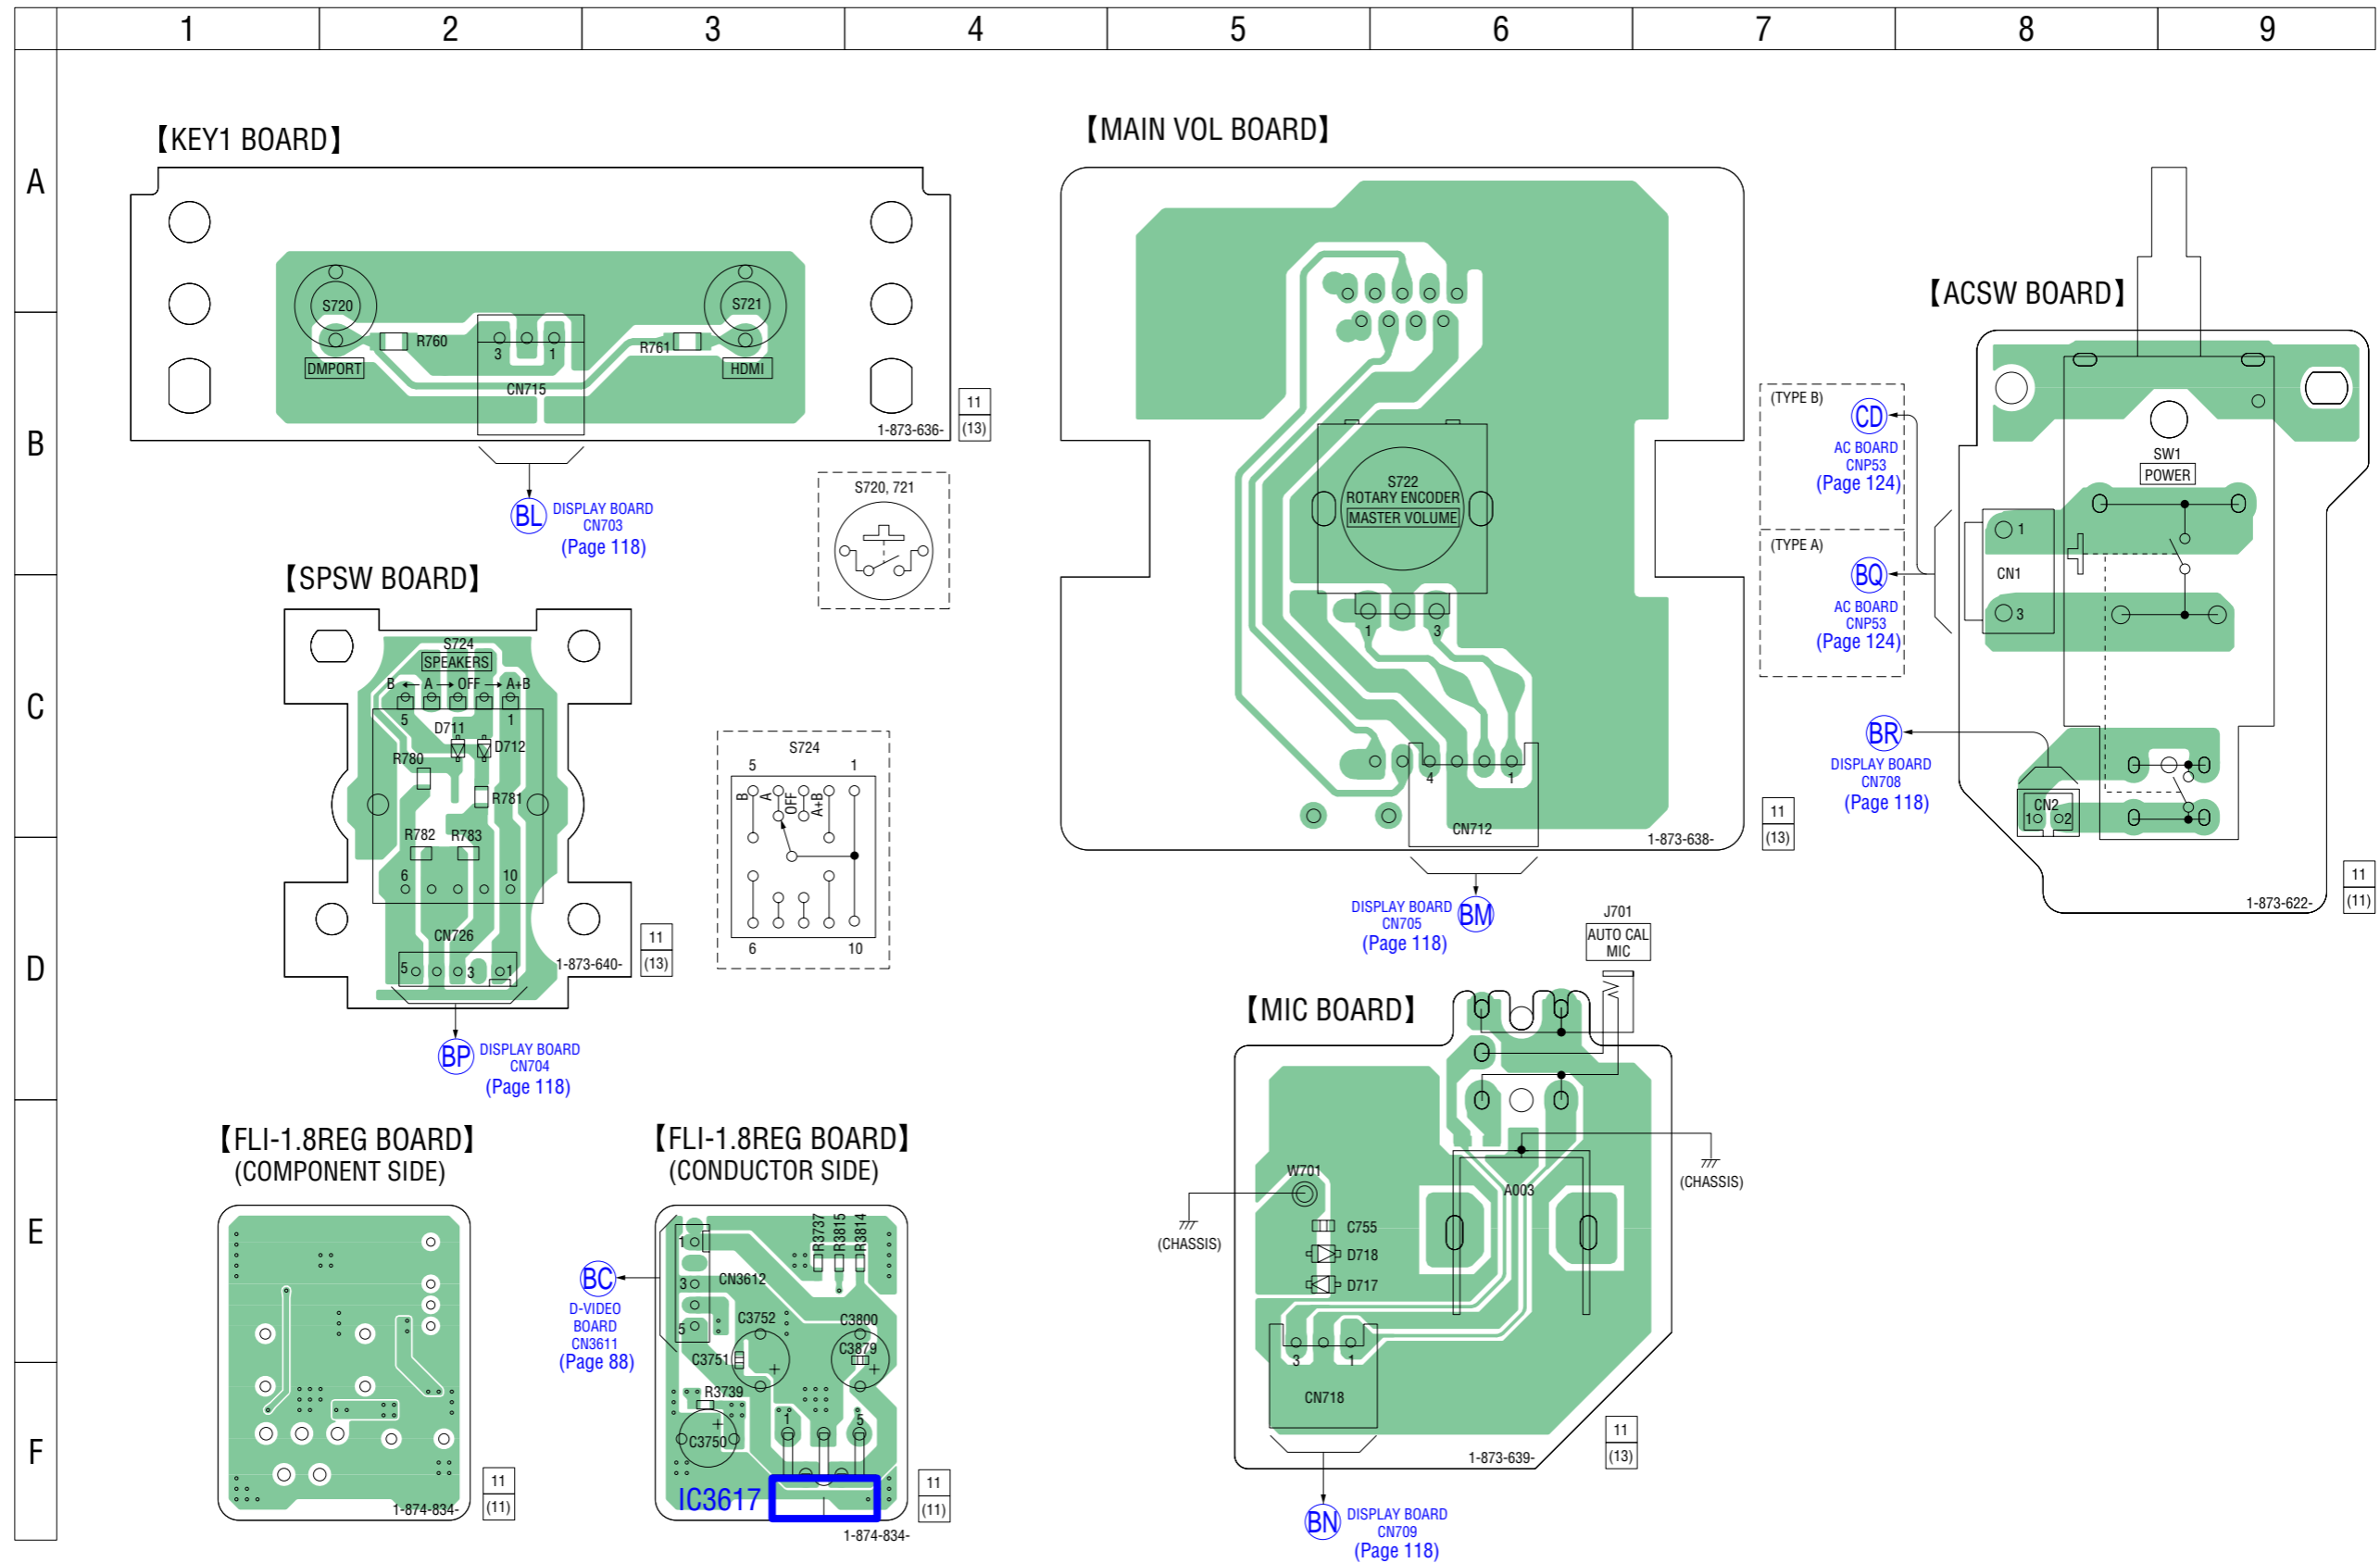 1 2 3 4 5 6 7 8 9
A
B
C
D
E
F
【KEY1 BOARD】
S720
S721
R760
R761
3 1
DMPORT
HDMI
CN715
1-873-636-
11
(13)
BL
DISPLAY BOARD
CN703
(Page 118)
S720, 721
【SPSW BOARD】
S724
SPEAKERS
B ← A → OFF → A+B
5 1
D711
D712
R780
R781
R782 R783
6 10
CN726
5 3 1
1-873-640-
11
(13)
BP
DISPLAY BOARD
CN704
(Page 118)
S724
5 1
B A OFF A+B
6 10
【MAIN VOL BOARD】
S722
ROTARY ENCODER
MASTER VOLUME
1 3
4 1
CN712
1-873-638-
11
(13)
BM
DISPLAY BOARD
CN705
(Page 118)
【ACSW BOARD】
(TYPE B)
CD
AC BOARD
CNP53
(Page 124)
(TYPE A)
BQ
AC BOARD
CNP53
(Page 124)
BR
DISPLAY BOARD
CN708
(Page 118)
SW1
POWER
1
CN1
3
CN2
1 2
1-873-622-
11
(11)
【FLI-1.8REG BOARD】
(COMPONENT SIDE)
1-874-834-
11
(11)
【FLI-1.8REG BOARD】
(CONDUCTOR SIDE)
BC
D-VIDEO
BOARD
CN3611
(Page 88)
1
3
5
CN3612
R3737
R3815
R3814
C3752
C3800
C3751
C3879
R3739
C3750
+
+
+
1 5
IC3617
1-874-834-
11
(11)
【MIC BOARD】
J701
AUTO CAL
MIC
W701
(CHASSIS)
(CHASSIS)
A003
C755
D718
D717
3 1
CN718
1-873-639-
11
(13)
BN
DISPLAY BOARD
CN709
(Page 118)